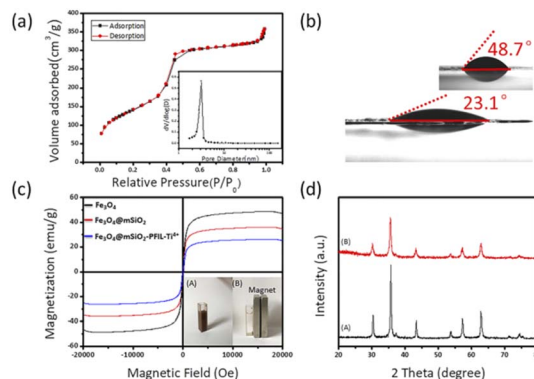 (a)
Adsorption
Desorption
Volume adsorbed(cm³/g)
400
350
300
250
200
150
100
50
0
0.0 0.2 0.4 0.6 0.8 1.0
Relative Pressure(P/P₀)
Pore Diameter(nm)
(b)
48.7°
23.1°
(c)
Fe₃O₄
Fe₃O₄@mSiO₂
Fe₃O₄@mSiO₂-PFIL-Ti⁴⁺
Magnetization (emu/g)
60
40
20
0
-20
-40
-60
(A)
(B)
Magnet
-20000 -10000 0 10000 20000
Magnetic Field (Oe)
(d)
Intensity (a.u.)
(B)
(A)
20 30 40 50 60 70 80
2 Theta (degree)